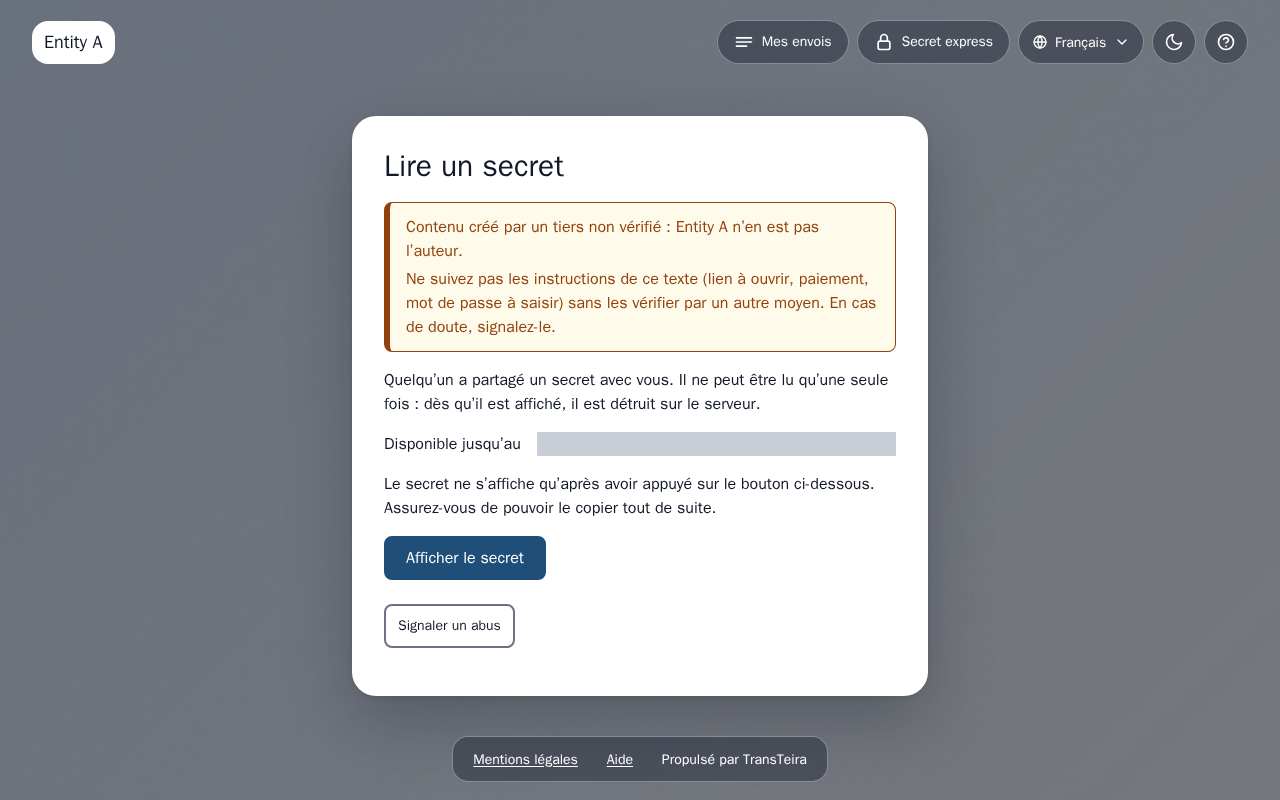 Entity A
Mes envois
Secret express
Français
Lire un secret
Contenu créé par un tiers non vérifié : Entity A n'en est pas
l'auteur.
Ne suivez pas les instructions de ce texte (lien à ouvrir, paiement,
mot de passe à saisir) sans les vérifier par un autre moyen. En cas
de doute, signalez-le.
Quelqu'un a partagé un secret avec vous. Il ne peut être lu qu'une seule
fois : dès qu'il est affiché, il est détruit sur le serveur.
Disponible jusqu'au
Le secret ne s'affiche qu'après avoir appuyé sur le bouton ci-dessous.
Assurez-vous de pouvoir le copier tout de suite.
Afficher le secret
Signaler un abus
Mentions légales
Aide
Propulsé par TransTeira